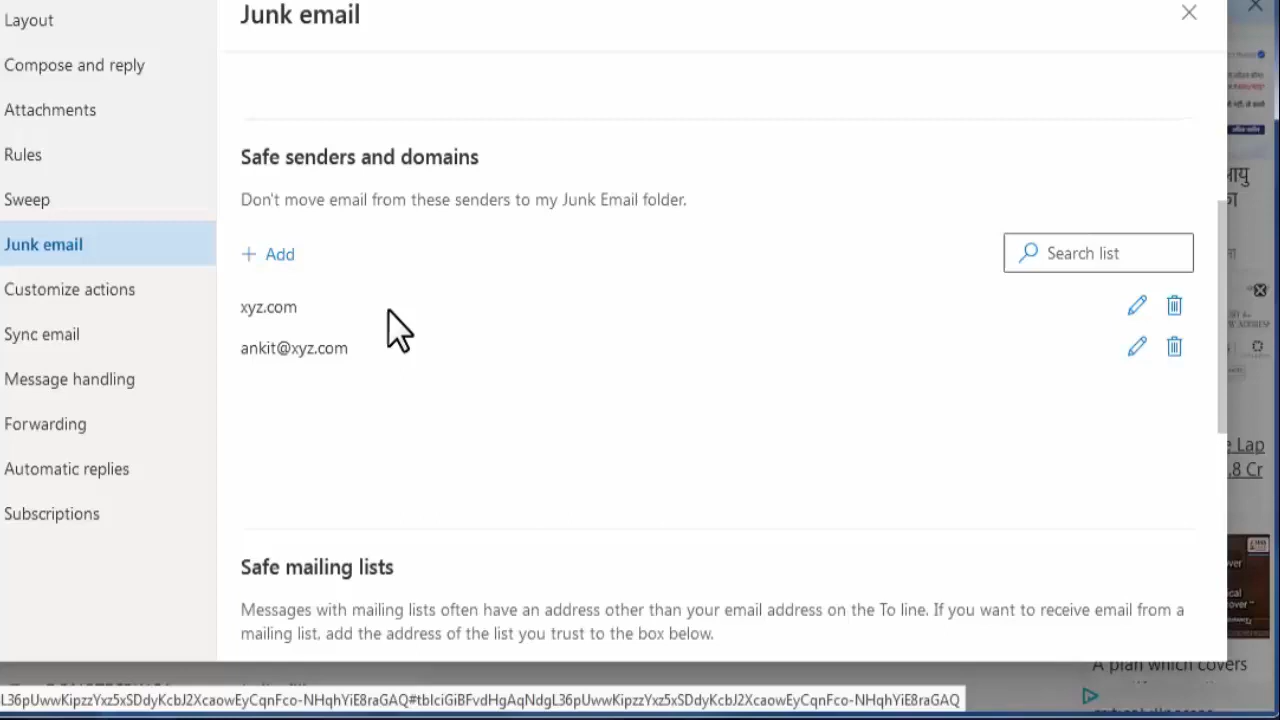 Layout
Compose and reply
Attachments
Rules
Sweep
Junk email
Customize actions
Sync email
Message handling
Forwarding
Automatic replies
Subscriptions
Junk email
Safe senders and domains
Don't move email from these senders to my Junk Email folder.
Add
Search list
xyz.com
ankit@xyz.com
Safe mailing lists
Messages with mailing lists often have an address other than your email address on the To line. If you want to receive email from a
mailing list, add the address of the list you trust to the box below.
Lap
8 Cr
A plan which covers